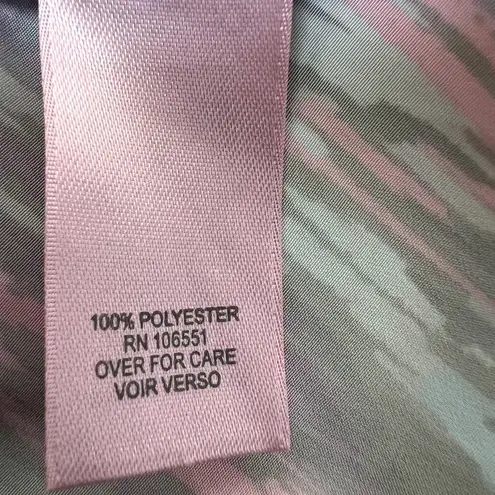 100% POLYESTER
RN 106551
OVER FOR CARE
VOIR VERSO